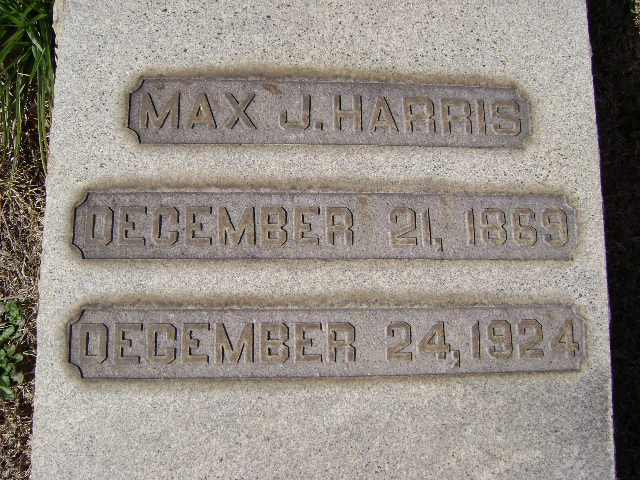 MAX J. HARRIS
DECEMBER 21, 1869
DECEMBER 24, 1924